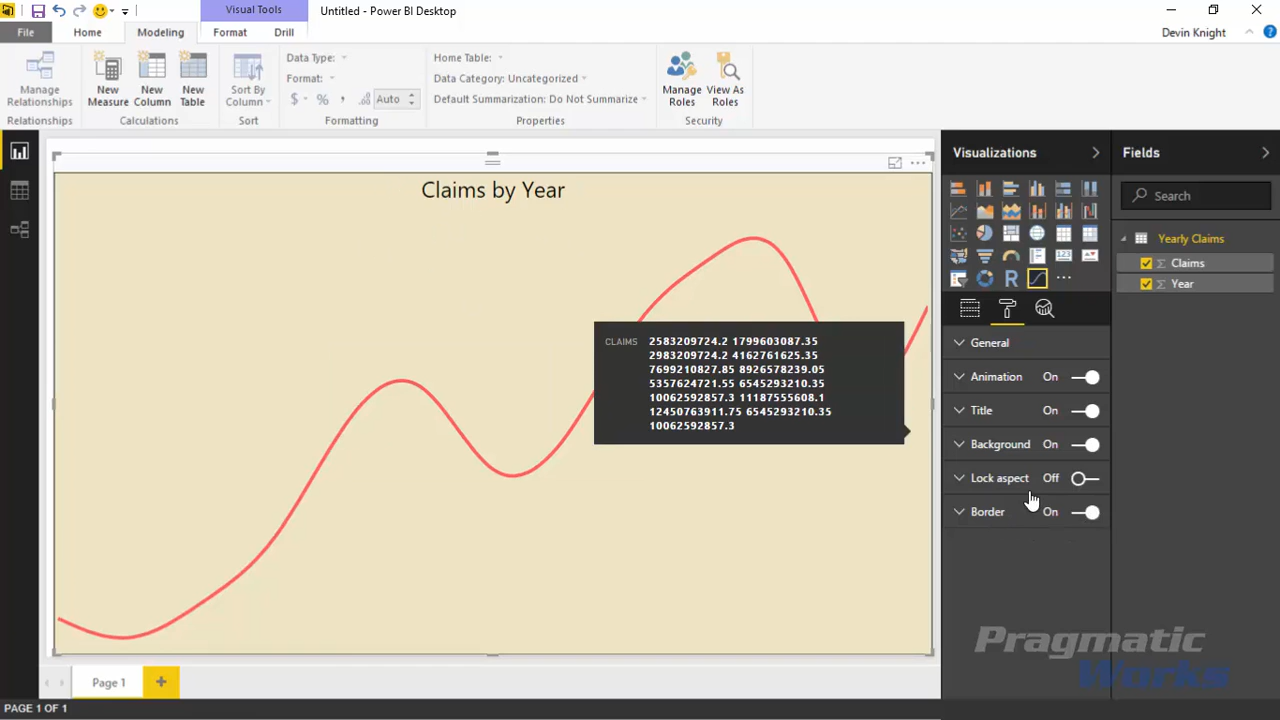 Visual Tools
Untitled - Power BI Desktop
File
Home
Modeling
Format
Drill
Devin Knight
Manage
Relationships
Relationships
New
Measure
New
Column
New
Table
Calculations
Sort By
Column
Sort
Data Type:
Format:
$ % , .00 Auto
Formatting
Home Table:
Data Category: Uncategorized
Default Summarization: Do Not Summarize
Properties
Manage
Roles
View As
Roles
Security
Claims by Year
CLAIMS 2583209724.2 1799603087.35
2983209724.2 4162761625.35
7699210827.85 8926578239.05
5357624721.55 6545293210.35
10062592857.3 11187555608.1
12450763911.75 6545293210.35
10062592857.3
Visualizations
R
General
Animation On
Title On
Background On
Lock aspect Off
Border On
Fields
Search
Yearly Claims
Σ Claims
Σ Year
Pragmatic
Works
Page 1
PAGE 1 OF 1